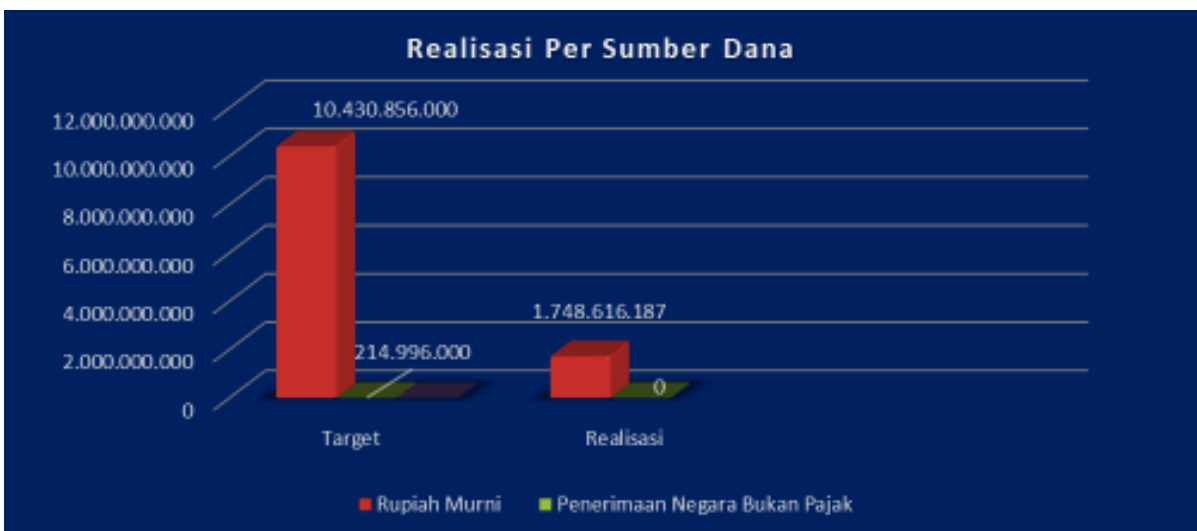 Realisasi Per Sumber Dana
12.000.000.000
10.000.000.000
8.000.000.000
6.000.000.000
4.000.000.000
2.000.000.000
0
10.430.856.000
214.996.000
1.748.616.187
0
Target
Realisasi
Rupiah Murni
Penerimaan Negara Bukan Pajak